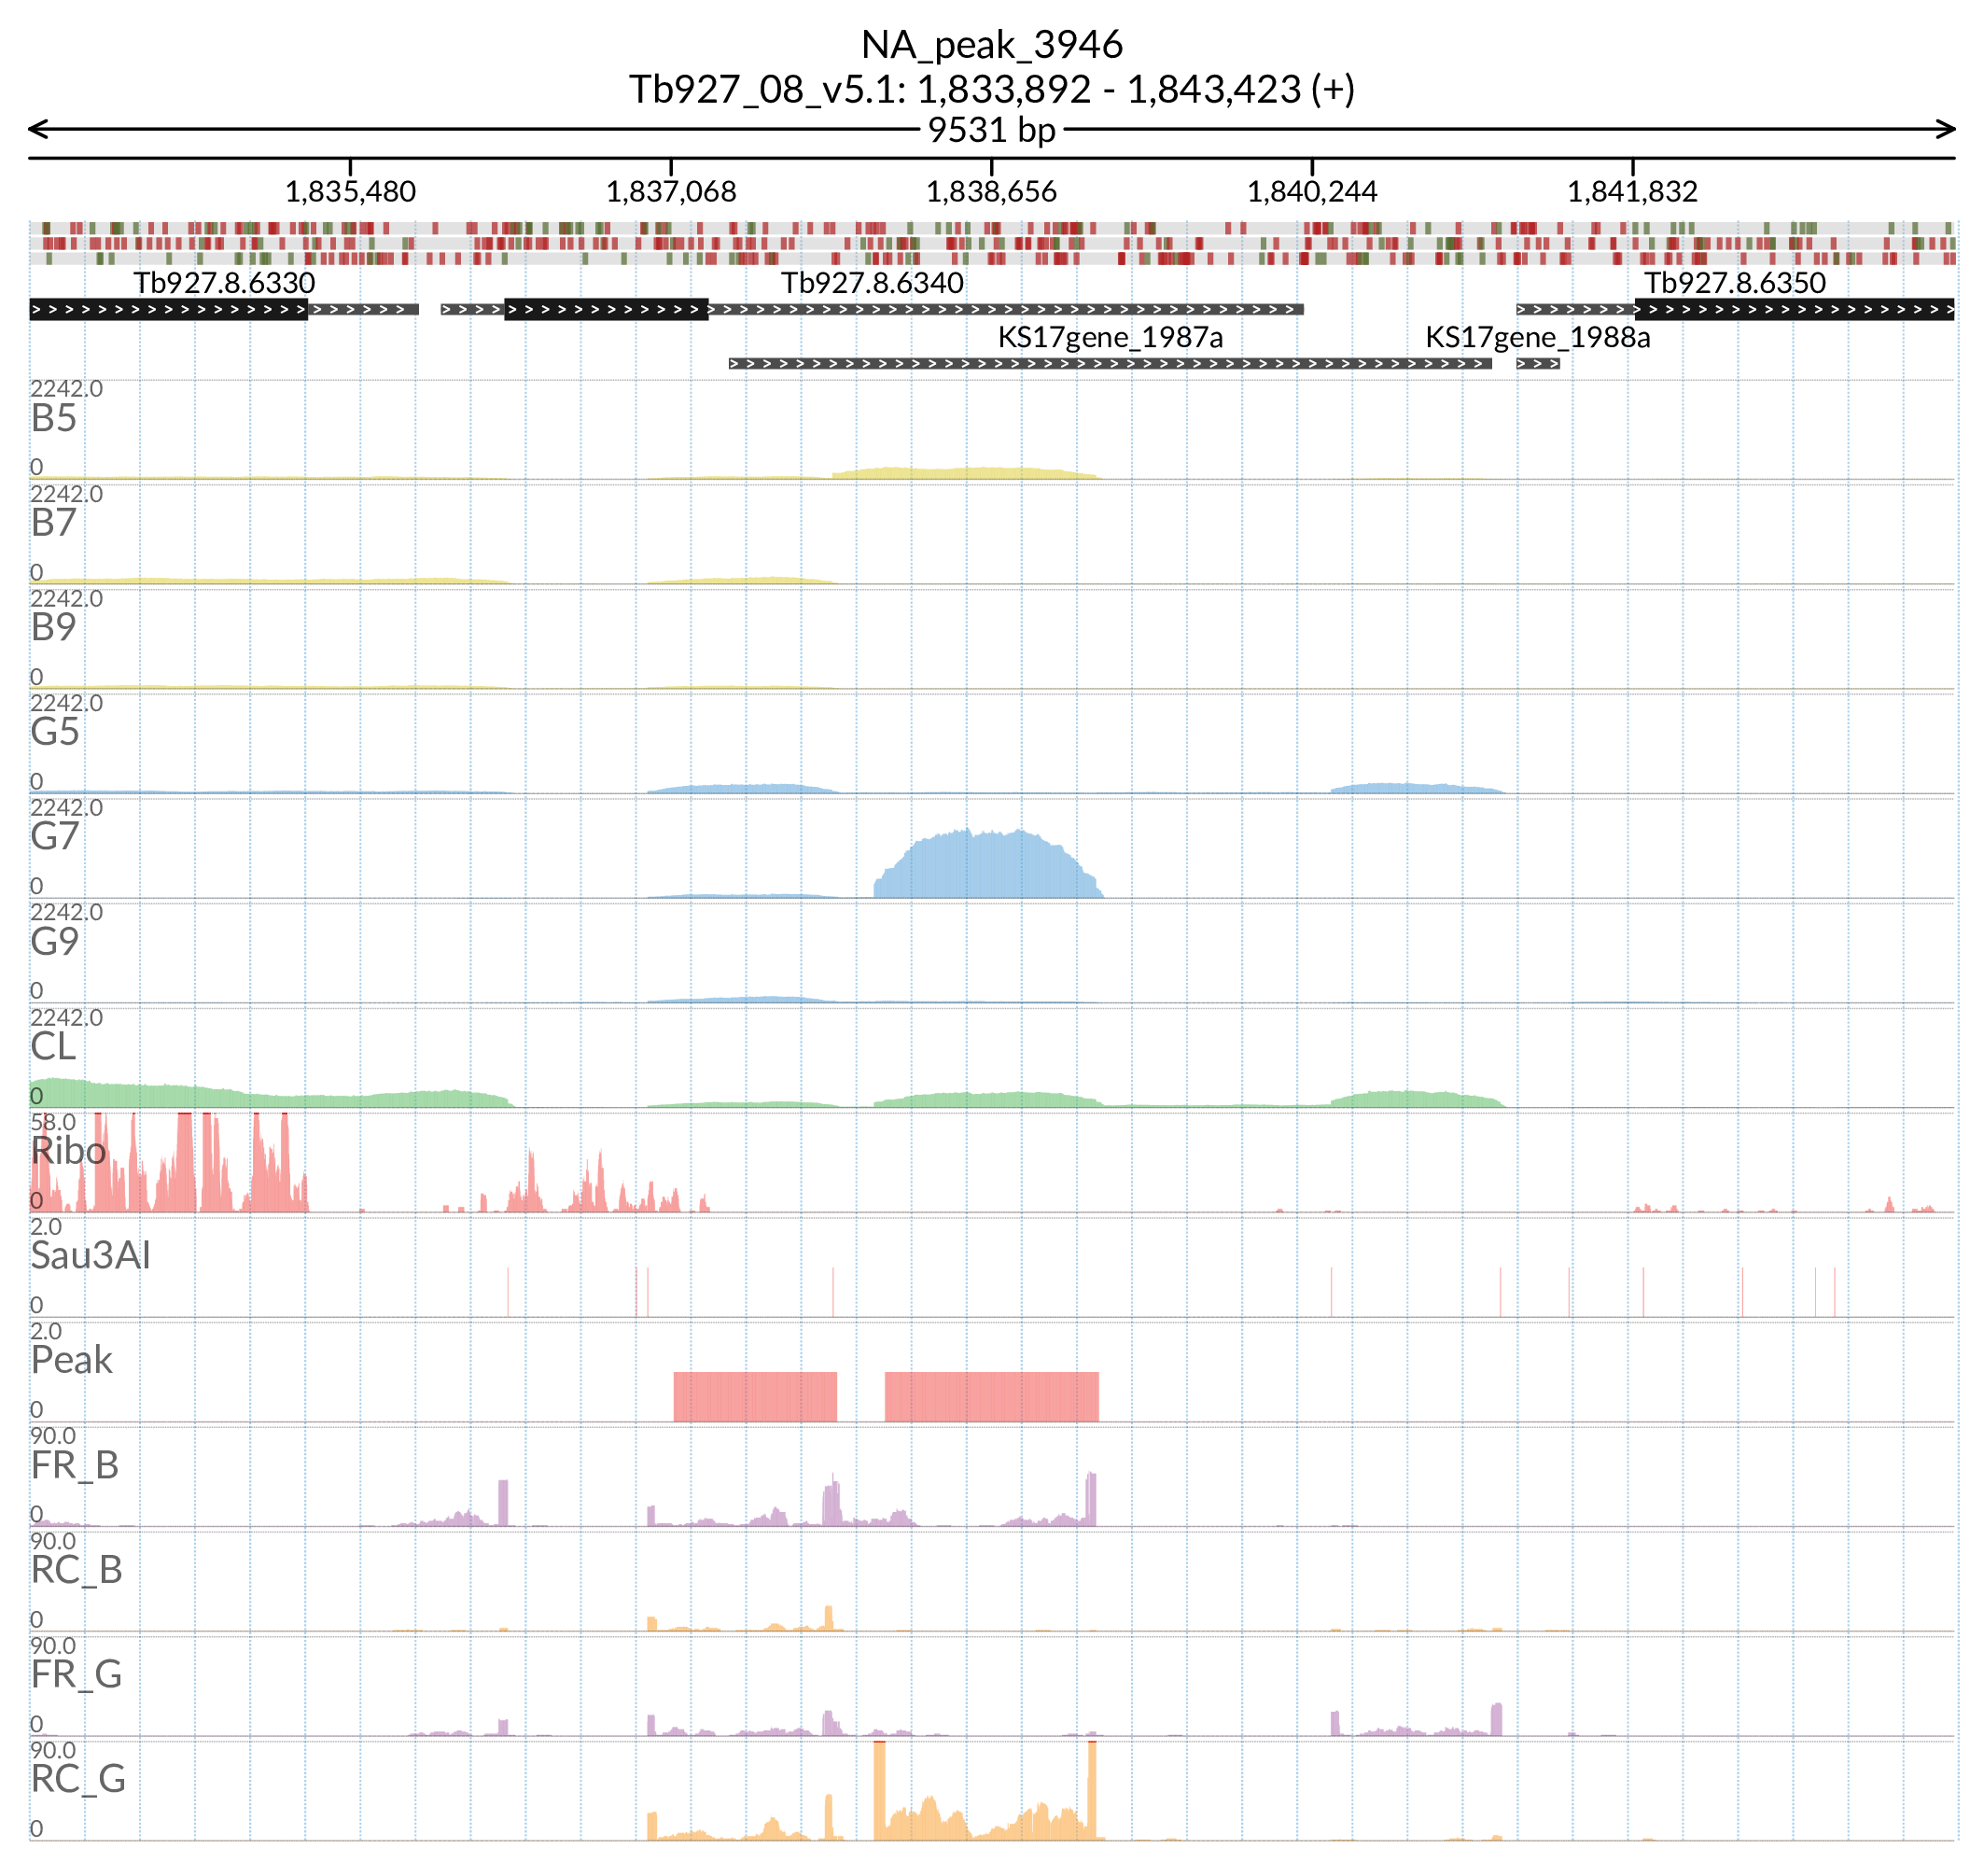 NA_peak_3946
Tb927_08_v5.1: 1,833,892 - 1,843,423 (+)
9531 bp
1,835,480 1,837,068 1,838,656 1,840,244 1,841,832
Tb927.8.6330 Tb927.8.6340 Tb927.8.6350
KS17gene_1987a KS17gene_1988a
2242.0
B5
0
2242.0
B7
0
2242.0
B9
0
2242.0
G5
0
2242.0
G7
0
2242.0
G9
0
2242.0
CL
0
58.0
Ribo
0
2.0
Sau3AI
0
2.0
Peak
0
90.0
FR_B
0
90.0
RC_B
0
90.0
FR_G
0
90.0
RC_G
0